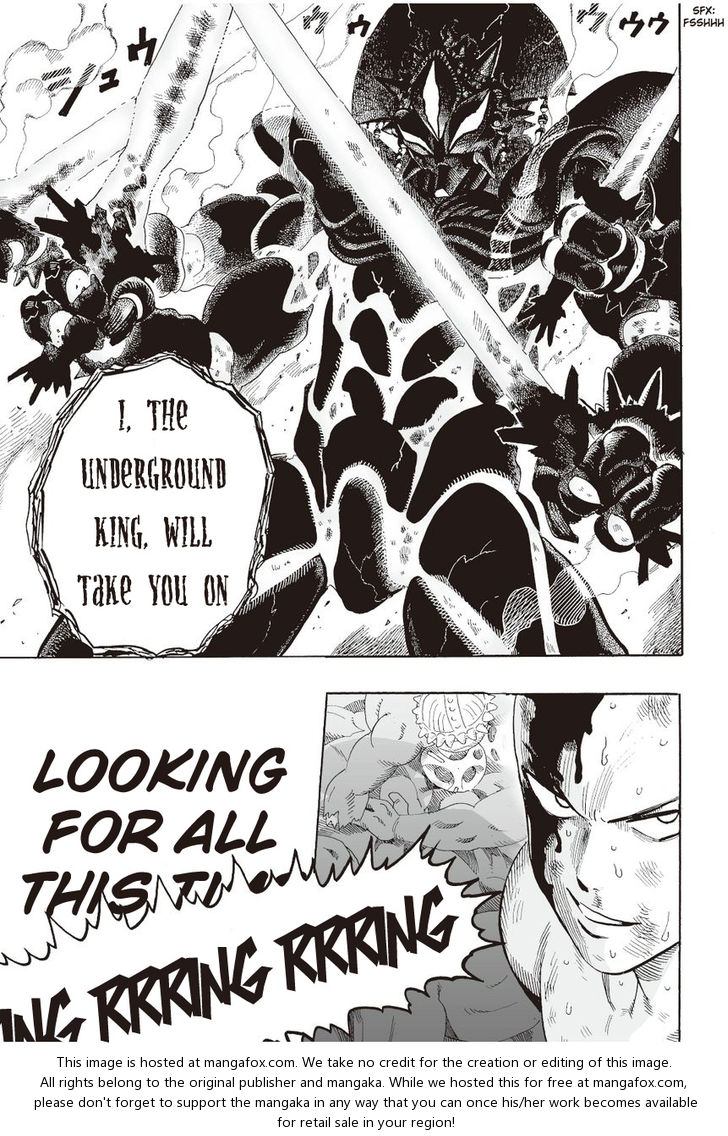 SFX:
FSSHHH
シュウゥウゥゥ
I, THE
UNDERGROUND
KING, WILL
TAKE YOU ON
LOOKING
FOR ALL
THIS
RRRING RRRING
This image is hosted at mangafox.com. We take no credit for the creation or editing of this image.
All rights belong to the original publisher and mangaka. While we hosted this for free at mangafox.com,
please don't forget to support the mangaka in any way that you can once his/her work becomes available
for retail sale in your region!